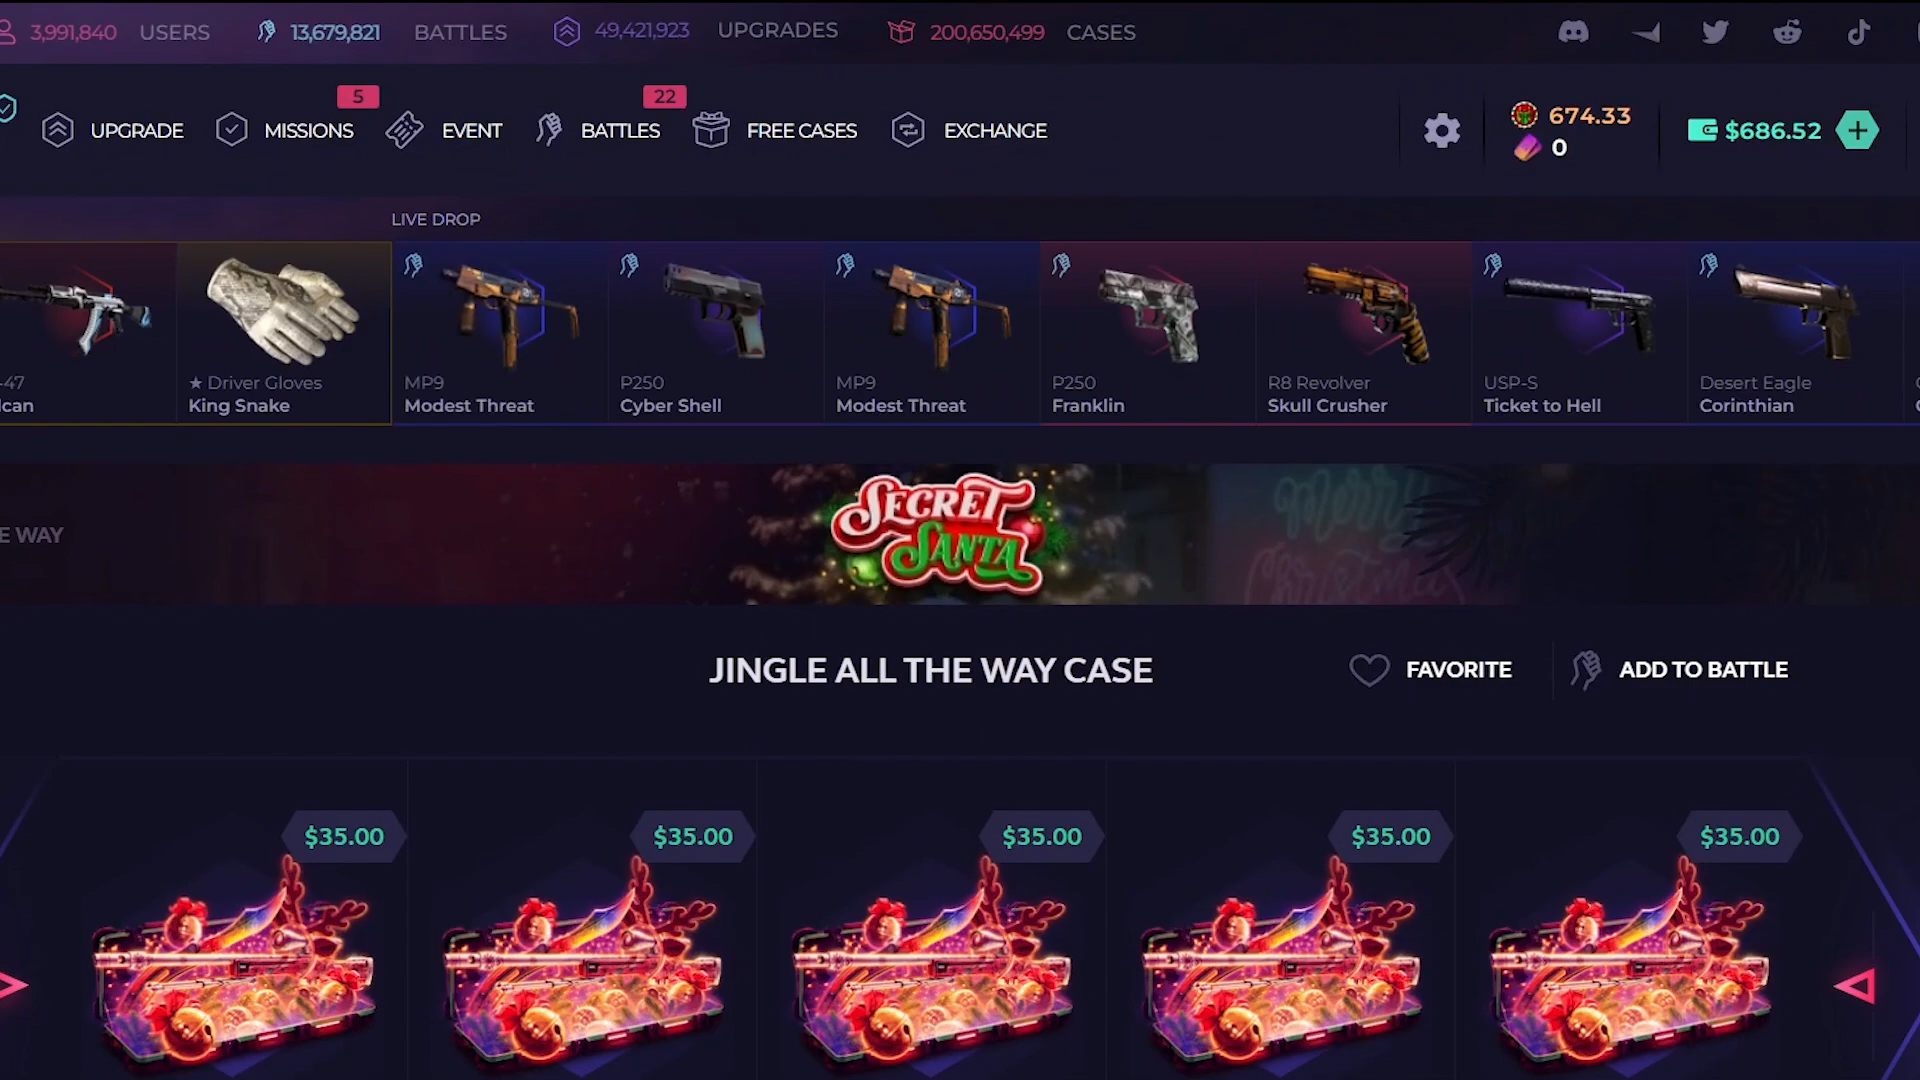 3,991,840 USERS 13,679,821 BATTLES 49,421,923 UPGRADES 200,650,499 CASES
5 22
UPGRADE MISSIONS EVENT BATTLES FREE CASES EXCHANGE
674.33
0
$686.52
LIVE DROP
-47
lcan
★ Driver Gloves
King Snake
MP9
Modest Threat
P250
Cyber Shell
MP9
Modest Threat
P250
Franklin
R8 Revolver
Skull Crusher
USP-S
Ticket to Hell
Desert Eagle
Corinthian
E WAY
SECRET
SANTA
Merry
Christmas
JINGLE ALL THE WAY CASE
FAVORITE
ADD TO BATTLE
$35.00 $35.00 $35.00 $35.00 $35.00